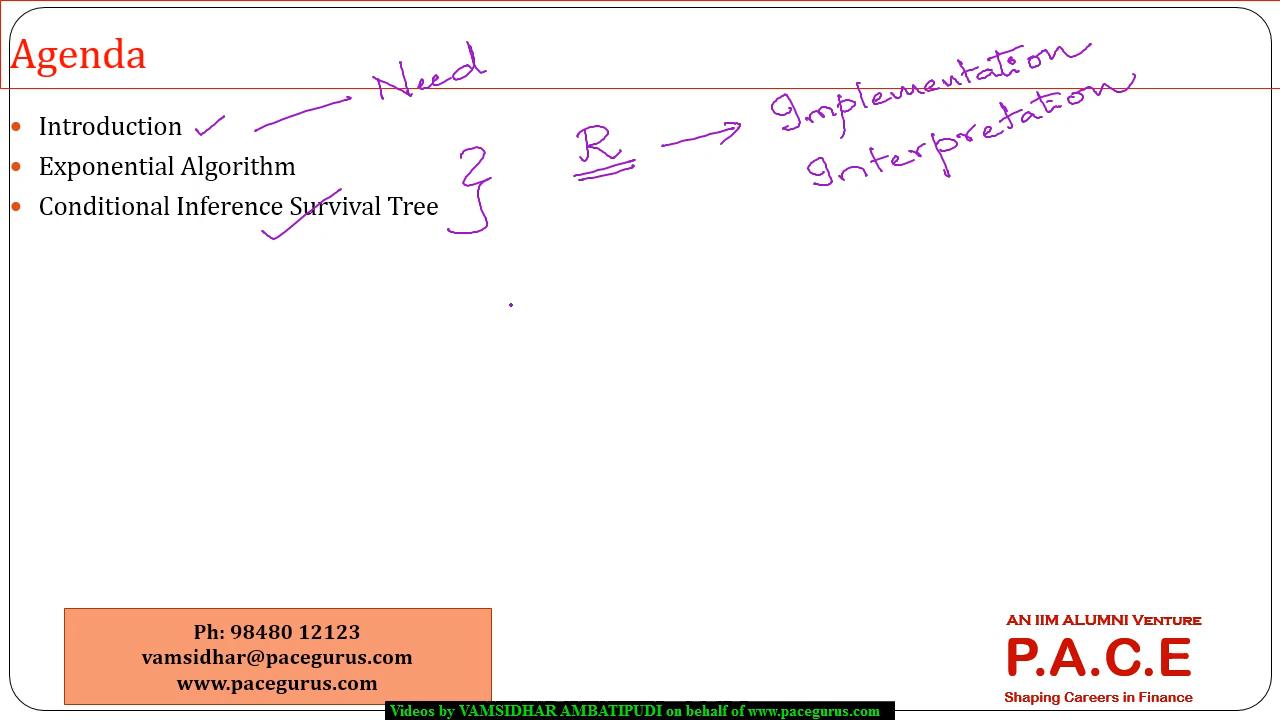 Agenda
Need
Implementation
Interpretation
R
• Introduction
• Exponential Algorithm
• Conditional Inference Survival Tree
Ph: 98480 12123
vamsidhar@pacegurus.com
www.pacegurus.com
AN IIM ALUMNI VENTURE
P.A.C.E
Shaping Careers in Finance
Videos by VAMSIDHAR AMBATIPUDI on behalf of www.pacegurus.com